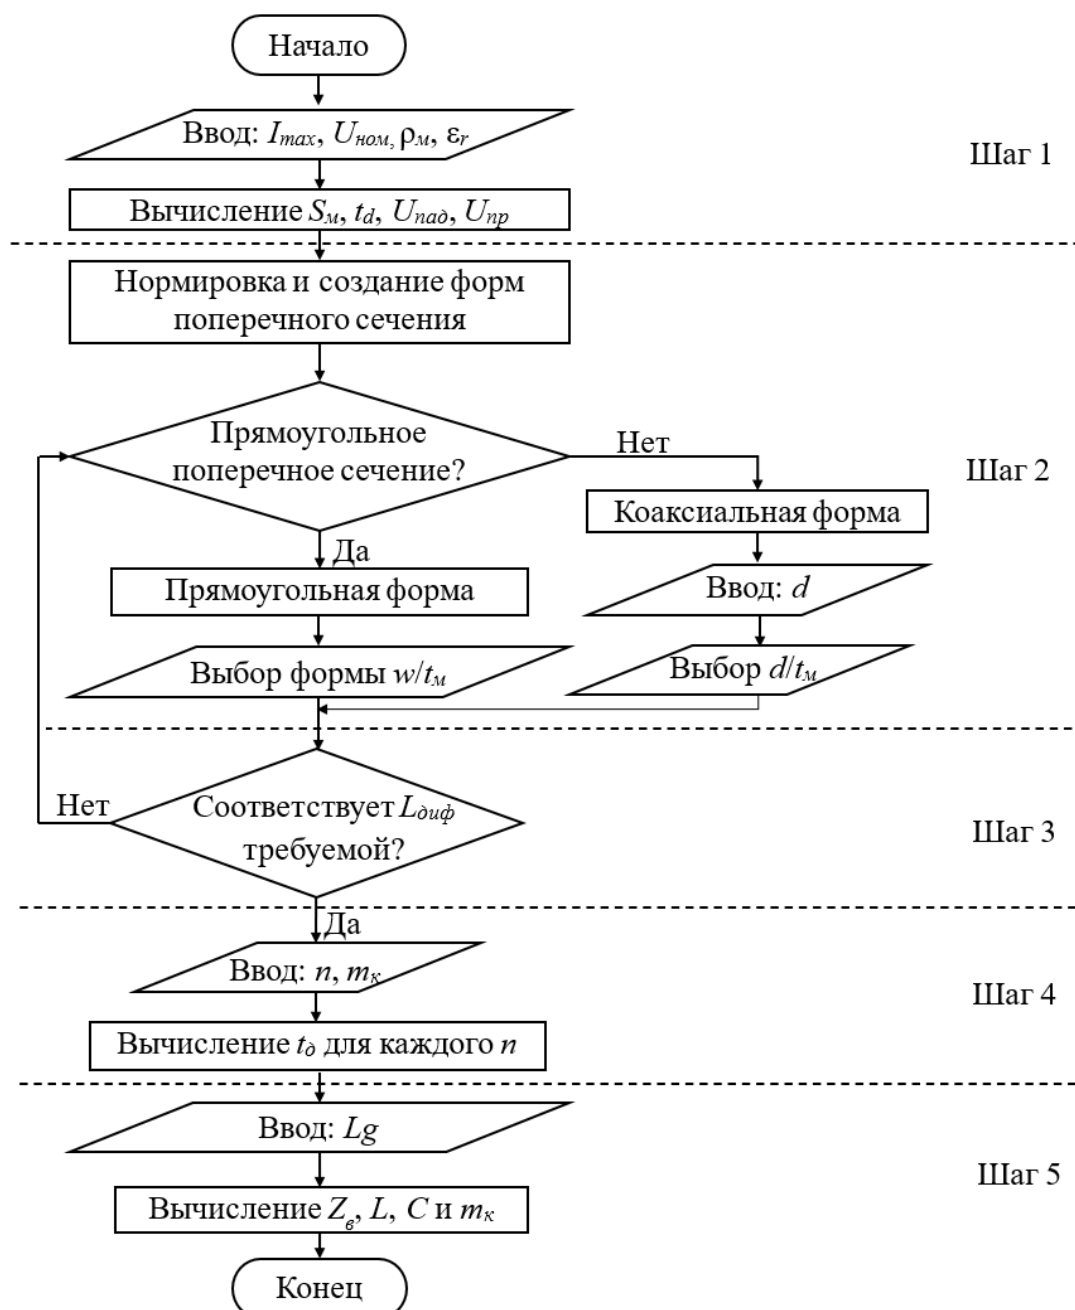 Начало
Ввод: Imax, Uном, ρм, εr
Шаг 1
Вычисление Sм, td, Uпад, Uпр
Нормировка и создание форм
поперечного сечения
Прямоугольное
поперечное сечение?
Нет
Шаг 2
Коаксиальная форма
Да
Прямоугольная форма
Ввод: d
Выбор формы w/tм
Выбор d/tм
Нет
Соответствует Lдиф
требуемой?
Шаг 3
Да
Ввод: n, mк
Шаг 4
Вычисление tд для каждого n
Ввод: Lg
Шаг 5
Вычисление Zв, L, C и mк
Конец